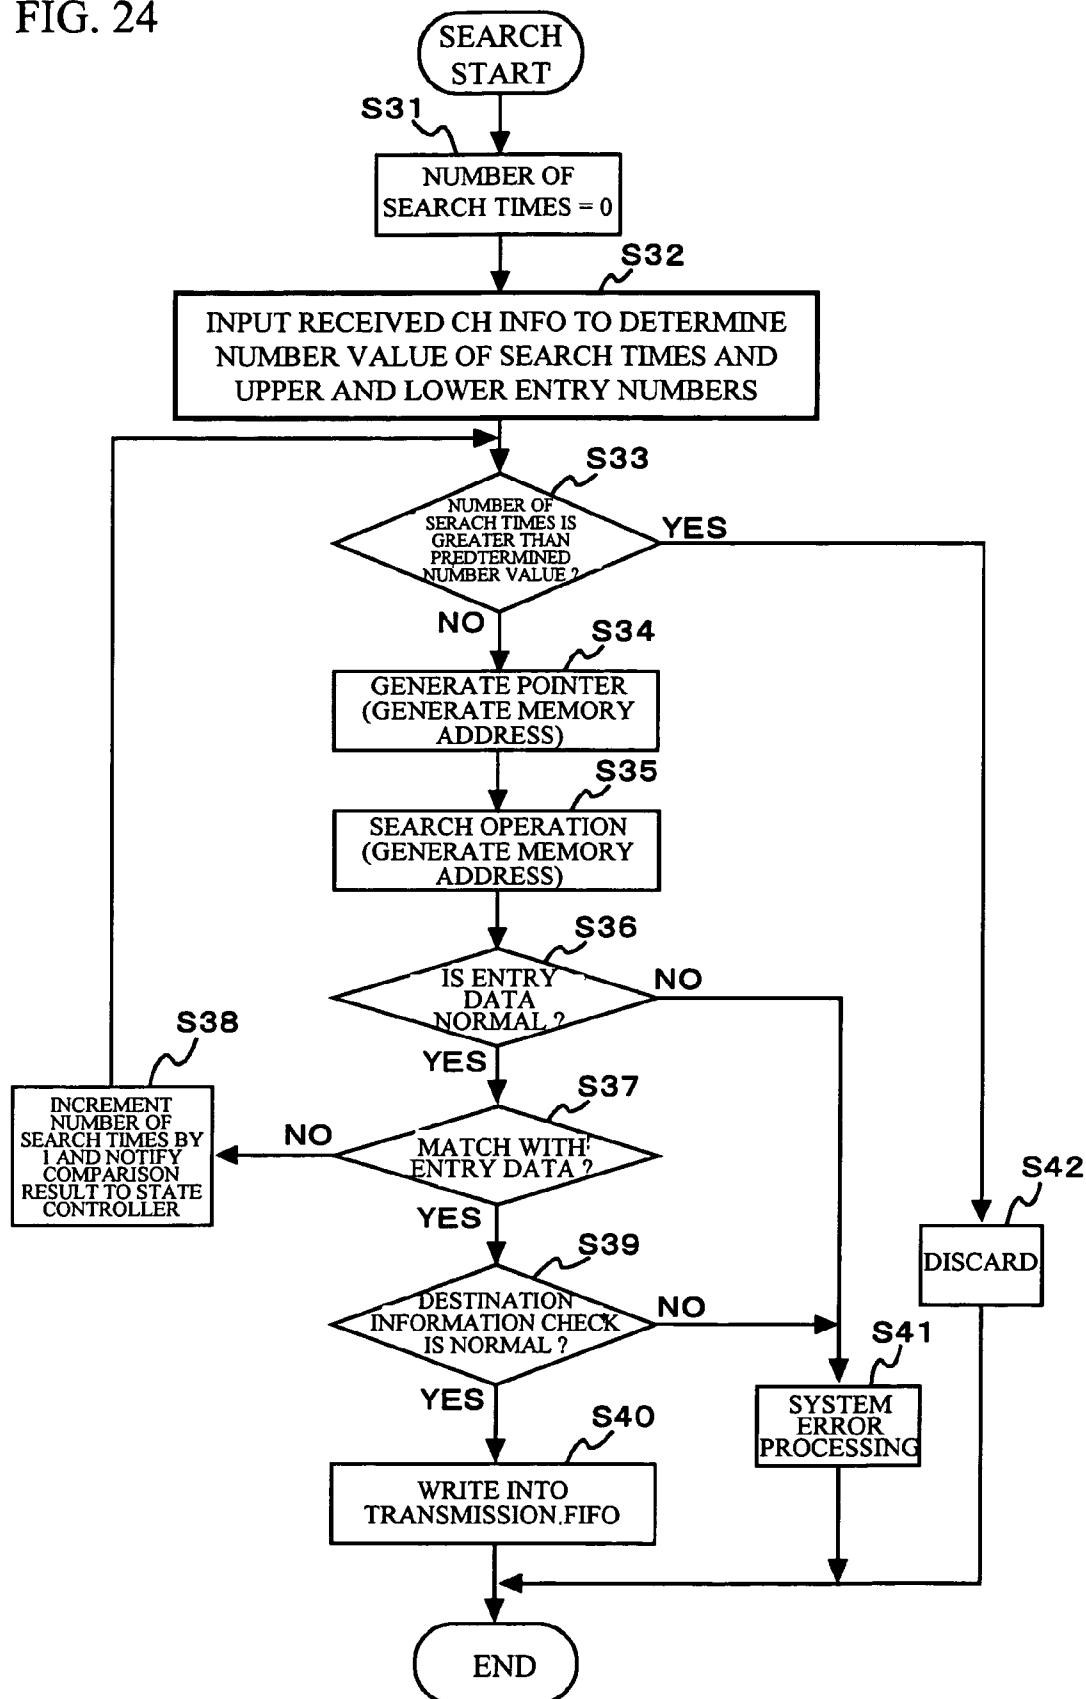 FIG. 24
SEARCH
START
S31
NUMBER OF
SEARCH TIMES = 0
S32
INPUT RECEIVED CH INFO TO DETERMINE
NUMBER VALUE OF SEARCH TIMES AND
UPPER AND LOWER ENTRY NUMBERS
S33
NUMBER OF
SERACH TIMES IS
GREATER THAN
PREDTERMINED
NUMBER VALUE ?
YES
NO
S34
GENERATE POINTER
(GENERATE MEMORY
ADDRESS)
S35
SEARCH OPERATION
(GENERATE MEMORY
ADDRESS)
S36
IS ENTRY
DATA
NORMAL ?
NO
YES
S37
MATCH WITH
ENTRY DATA ?
NO
S38
INCREMENT
NUMBER OF
SEARCH TIMES BY
1 AND NOTIFY
COMPARISON
RESULT TO STATE
CONTROLLER
YES
S39
DESTINATION
INFORMATION CHECK
IS NORMAL ?
NO
YES
S42
DISCARD
S41
SYSTEM
ERROR
PROCESSING
S40
WRITE INTO
TRANSMISSION.FIFO
END